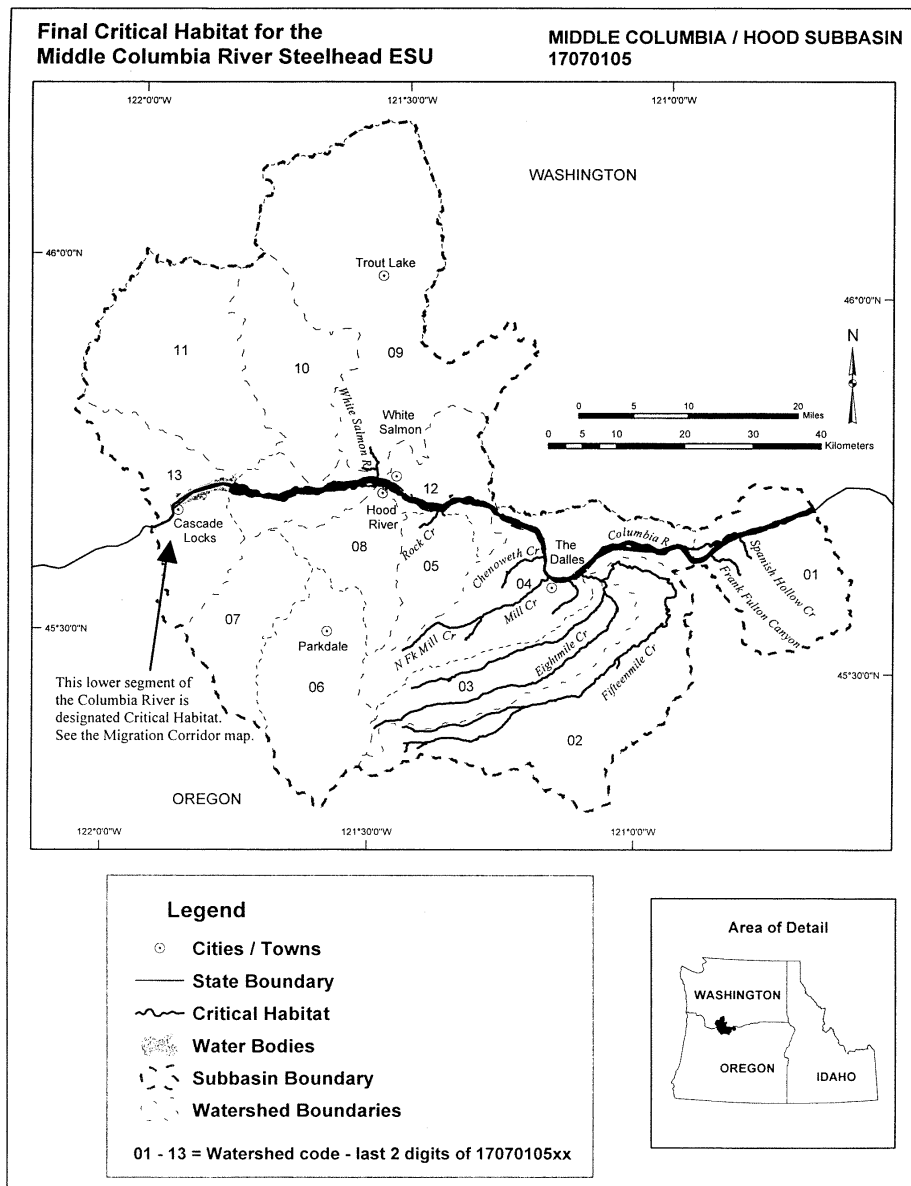 Final Critical Habitat for the
Middle Columbia River Steelhead ESU
MIDDLE COLUMBIA / HOOD SUBBASIN
17070105
122°0'0"W
121°30'0"W
121°0'0"W
WASHINGTON
46°0'0"N
Trout Lake
46°0'0"N
N
11
10
09
White Salmon R
White
Salmon
0 5 10 20
Miles
0 5 10 20 30 40
Kilometers
13
12
Cascade
Locks
Hood
River
Rock Cr
08
05
Chenoweth Cr
The
Dalles
Columbia R
04
Spanish Hollow Cr
01
Frank Fulton Canyon
07
45°30'0"N
Parkdale
N Fk Mill Cr
Mill Cr
Eightmile Cr
Fifteenmile Cr
45°30'0"N
06
03
02
This lower segment of
the Columbia River is
designated Critical Habitat.
See the Migration Corridor map.
OREGON
122°0'0"W
121°30'0"W
121°0'0"W
Legend
Cities / Towns
State Boundary
Critical Habitat
Water Bodies
Subbasin Boundary
Watershed Boundaries
01 - 13 = Watershed code - last 2 digits of 17070105xx
Area of Detail
WASHINGTON
OREGON
IDAHO